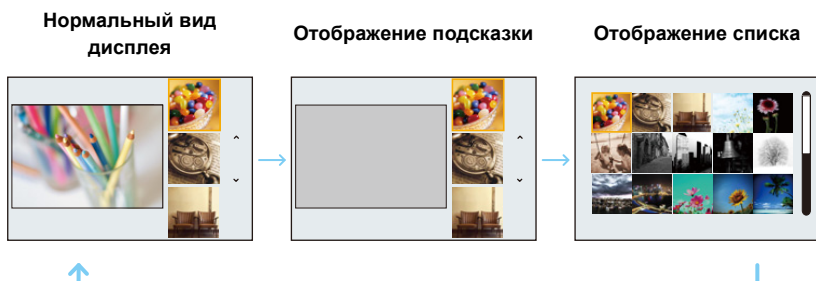 Нормальный вид
дисплея
Отображение подсказки
Отображение списка